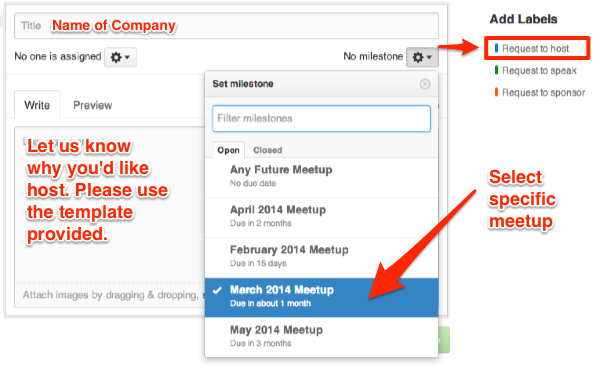 Title Name of Company
Add Labels
Request to host
Request to speak
Request to sponsor
No one is assigned
No milestone
Set milestone
Filter milestones
Open Closed
Any Future Meetup
No due date
April 2014 Meetup
Due in 2 months
February 2014 Meetup
Due in 15 days
March 2014 Meetup
Due in about 1 month
May 2014 Meetup
Due in 3 months
Write Preview
Let us know
why you'd like
host. Please use
the template
provided.
Attach images by dragging & dropping,
Select
specific
meetup